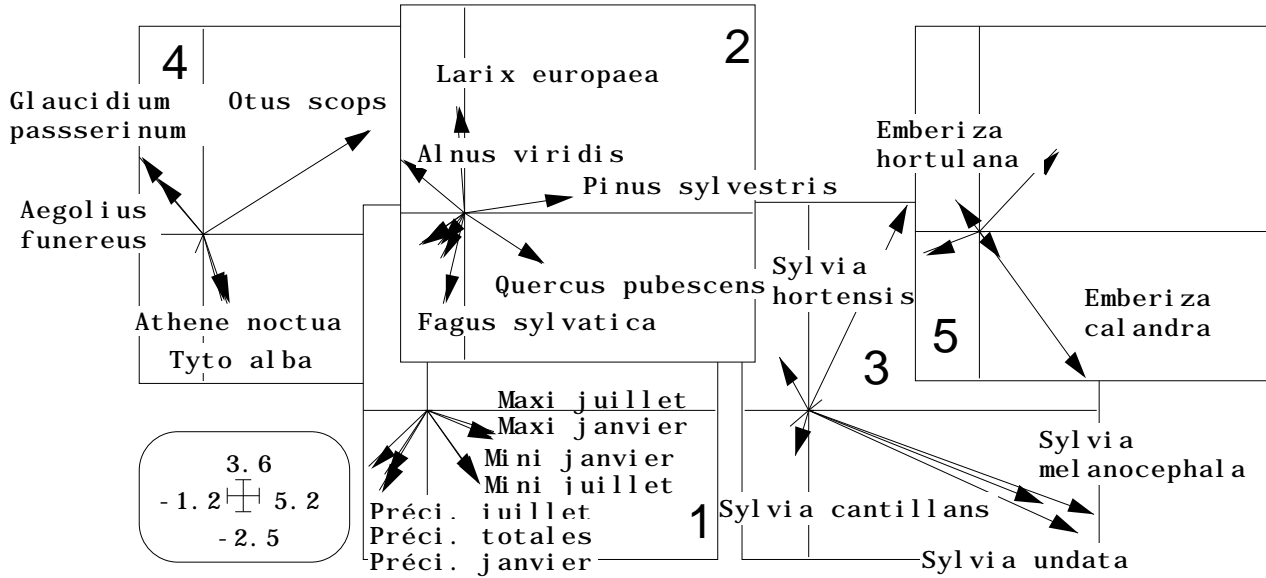 4
Glaucidium
passserinum
Otus scops
Aegolius
funereus
Athene noctua
Tyto alba
2
Larix europaea
Alnus viridis
Pinus sylvestris
Quercus pubescens
Fagus sylvatica
Emberiza
hortulana
Emberiza
calandra
5
Sylvia
hortensis
3
Sylvia
melanocephala
Sylvia cantillans
Sylvia undata
Maxi juillet
Maxi janvier
Mini janvier
Mini juillet
Préci. juillet
Préci. totales
Préci. janvier
1
3.6
-1.2 5.2
-2.5